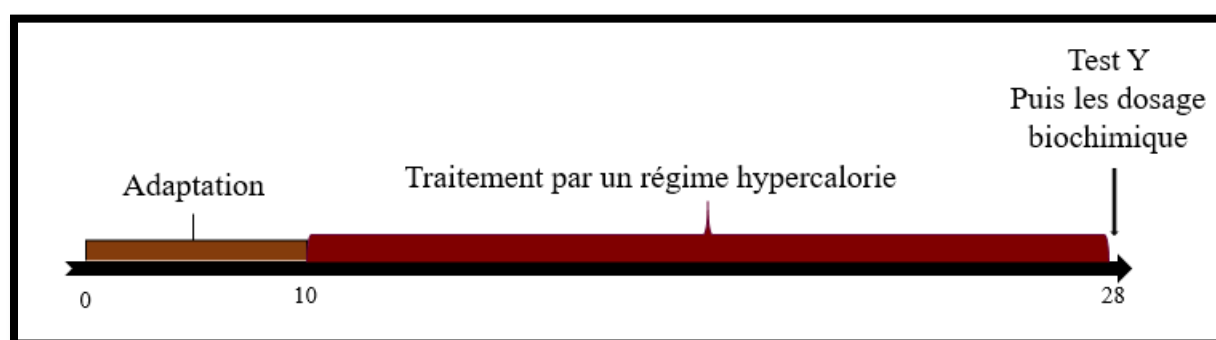 Test Y
Puis les dosage
biochimique
Adaptation
Traitement par un régime hypercalorie
0
10
28